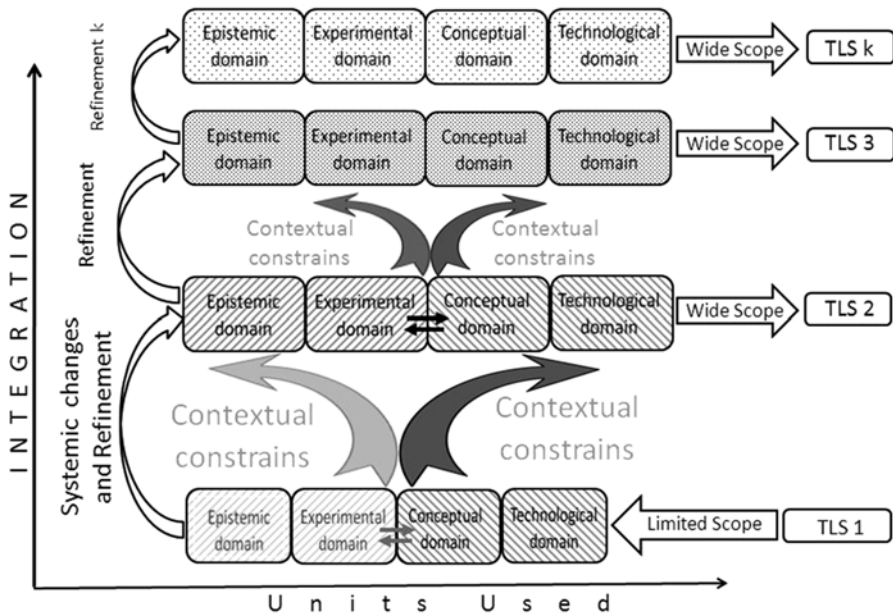 Refinement k
Epistemic
domain
Experimental
domain
Conceptual
domain
Technological
domain
Wide Scope
TLS k
Refinement
Epistemic
domain
Experimental
domain
Conceptual
domain
Technological
domain
Wide Scope
TLS 3
Contextual
constrains
Contextual
constrains
Epistemic
domain
Experimental
domain
Conceptual
domain
Technological
domain
Wide Scope
TLS 2
Systemic changes
and Refinement
Contextual
constrains
Contextual
constrains
Epistemic
domain
Experimental
domain
Conceptual
domain
Technological
domain
Limited Scope
TLS 1
INTEGRATION
Units Used